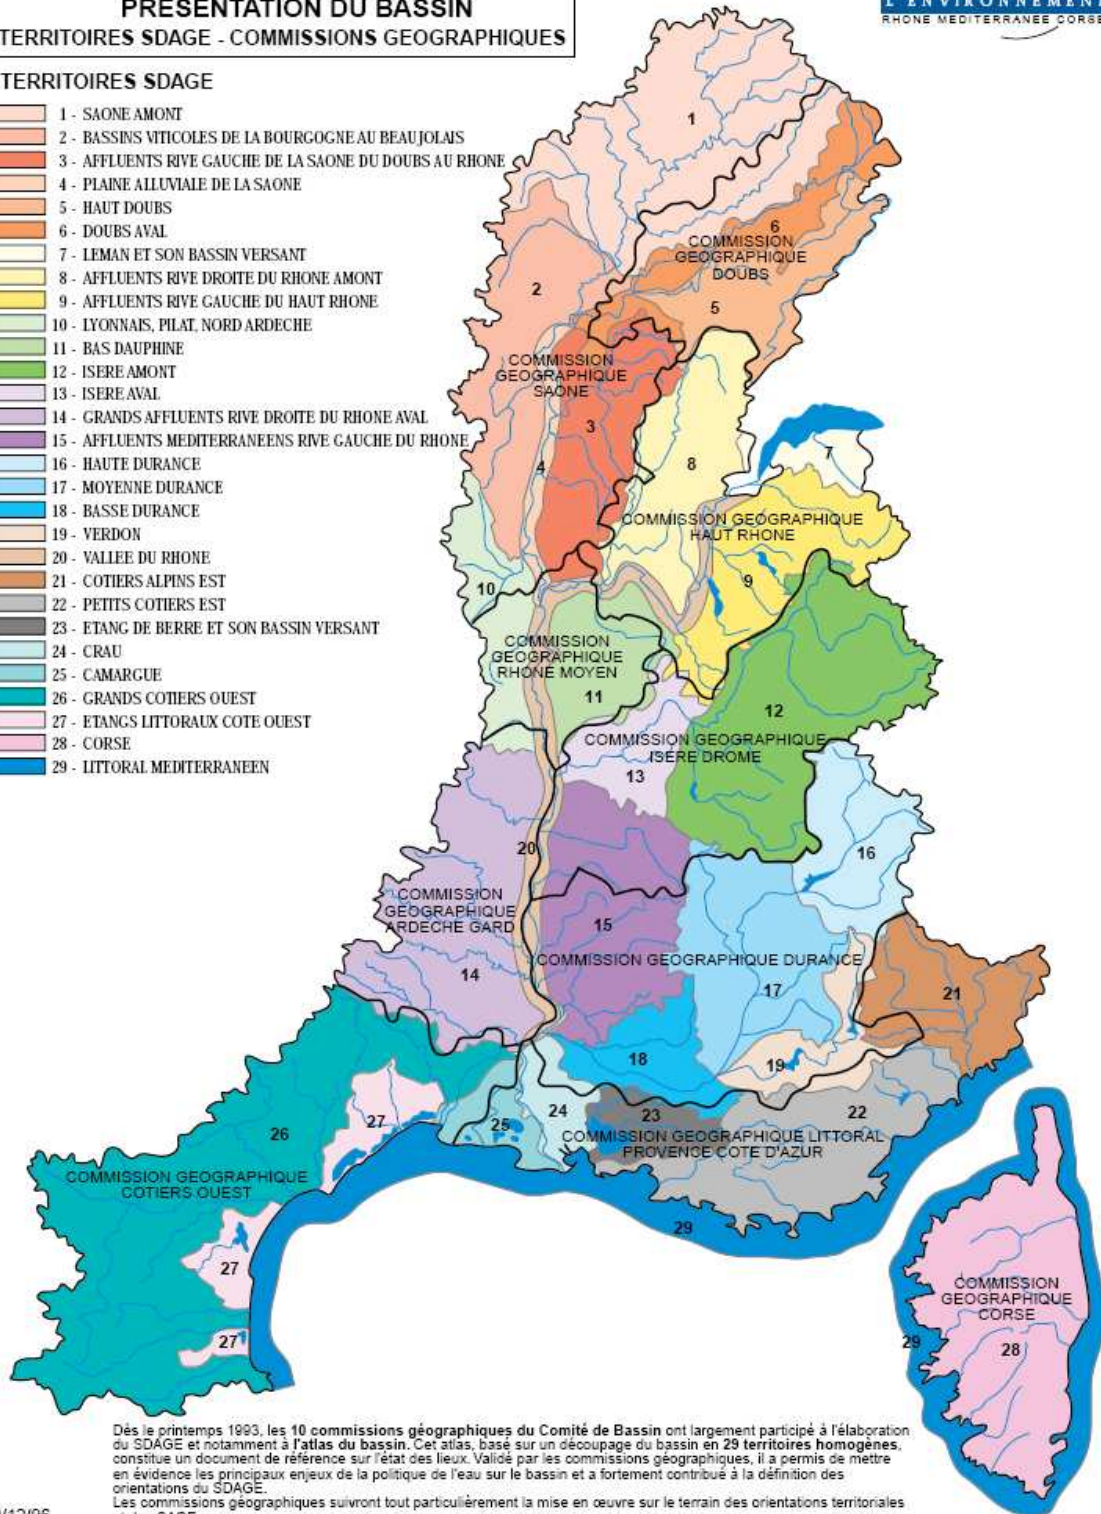 PRESENTATION DU BASSIN
TERRITOIRES SDAGE - COMMISSIONS GEOGRAPHIQUES
L'ENVIRONNEMENT
RHONE MEDITERRANEE CORSE
TERRITOIRES SDAGE
1 - SAONE AMONT
2 - BASSINS VITICOLES DE LA BOURGOGNE AU BEAUJOLAIS
3 - AFFLUENTS RIVE GAUCHE DE LA SAONE DU DOUBS AU RHONE
4 - PLAINE ALLUVIALE DE LA SAONE
5 - HAUT DOUBS
6 - DOUBS AVAL
7 - LEMAN ET SON BASSIN VERSANT
8 - AFFLUENTS RIVE DROITE DU RHONE AMONT
9 - AFFLUENTS RIVE GAUCHE DU HAUT RHONE
10 - LYONNAIS, PILAT, NORD ARDECHE
11 - BAS DAUPHINE
12 - ISERE AMONT
13 - ISERE AVAL
14 - GRANDS AFFLUENTS RIVE DROITE DU RHONE AVAL
15 - AFFLUENTS MEDITERRANEENS RIVE GAUCHE DU RHONE
16 - HAUTE DURANCE
17 - MOYENNE DURANCE
18 - BASSE DURANCE
19 - VERDON
20 - VALLEE DU RHONE
21 - COTIERS ALPINS EST
22 - PETITS COTIERS EST
23 - ETANG DE BERRE ET SON BASSIN VERSANT
24 - CRAU
25 - CAMARGUE
26 - GRANDS COTIERS OUEST
27 - ETANGS LITTORAUX COTE OUEST
28 - CORSE
29 - LITTORAL MEDITERRANEEN
1
6
COMMISSION
GEOGRAPHIQUE
DOUBS
2
5
COMMISSION
GEOGRAPHIQUE
SAONE
3
4
7
8
COMMISSION GEOGRAPHIQUE
HAUT RHONE
9
10
COMMISSION
GEOGRAPHIQUE
RHONE MOYEN
11
12
COMMISSION GEOGRAPHIQUE
ISERE DROME
13
20
16
COMMISSION
GEOGRAPHIQUE
ARDECHE GARD
15
COMMISSION GEOGRAPHIQUE DURANCE
14
17
21
18
19
27
25
24
23
22
26
COMMISSION GEOGRAPHIQUE LITTORAL
PROVENCE COTE D'AZUR
COMMISSION GEOGRAPHIQUE
COTIERS OUEST
29
27
COMMISSION
GEOGRAPHIQUE
CORSE
27
29
28
Dès le printemps 1993, les 10 commissions géographiques du Comité de Bassin ont largement participé à l'élaboration
du SDAGE et notamment à l'atlas du bassin. Cet atlas, basé sur un découpage du bassin en 29 territoires homogènes,
constitue un document de référence sur l'état des lieux. Validé par les commissions géographiques, il a permis de mettre
en évidence les principaux enjeux de la politique de l'eau sur le bassin et a fortement contribué à la définition des
orientations du SDAGE.
Les commissions géographiques suivront tout particulièrement la mise en œuvre sur le terrain des orientations territoriales